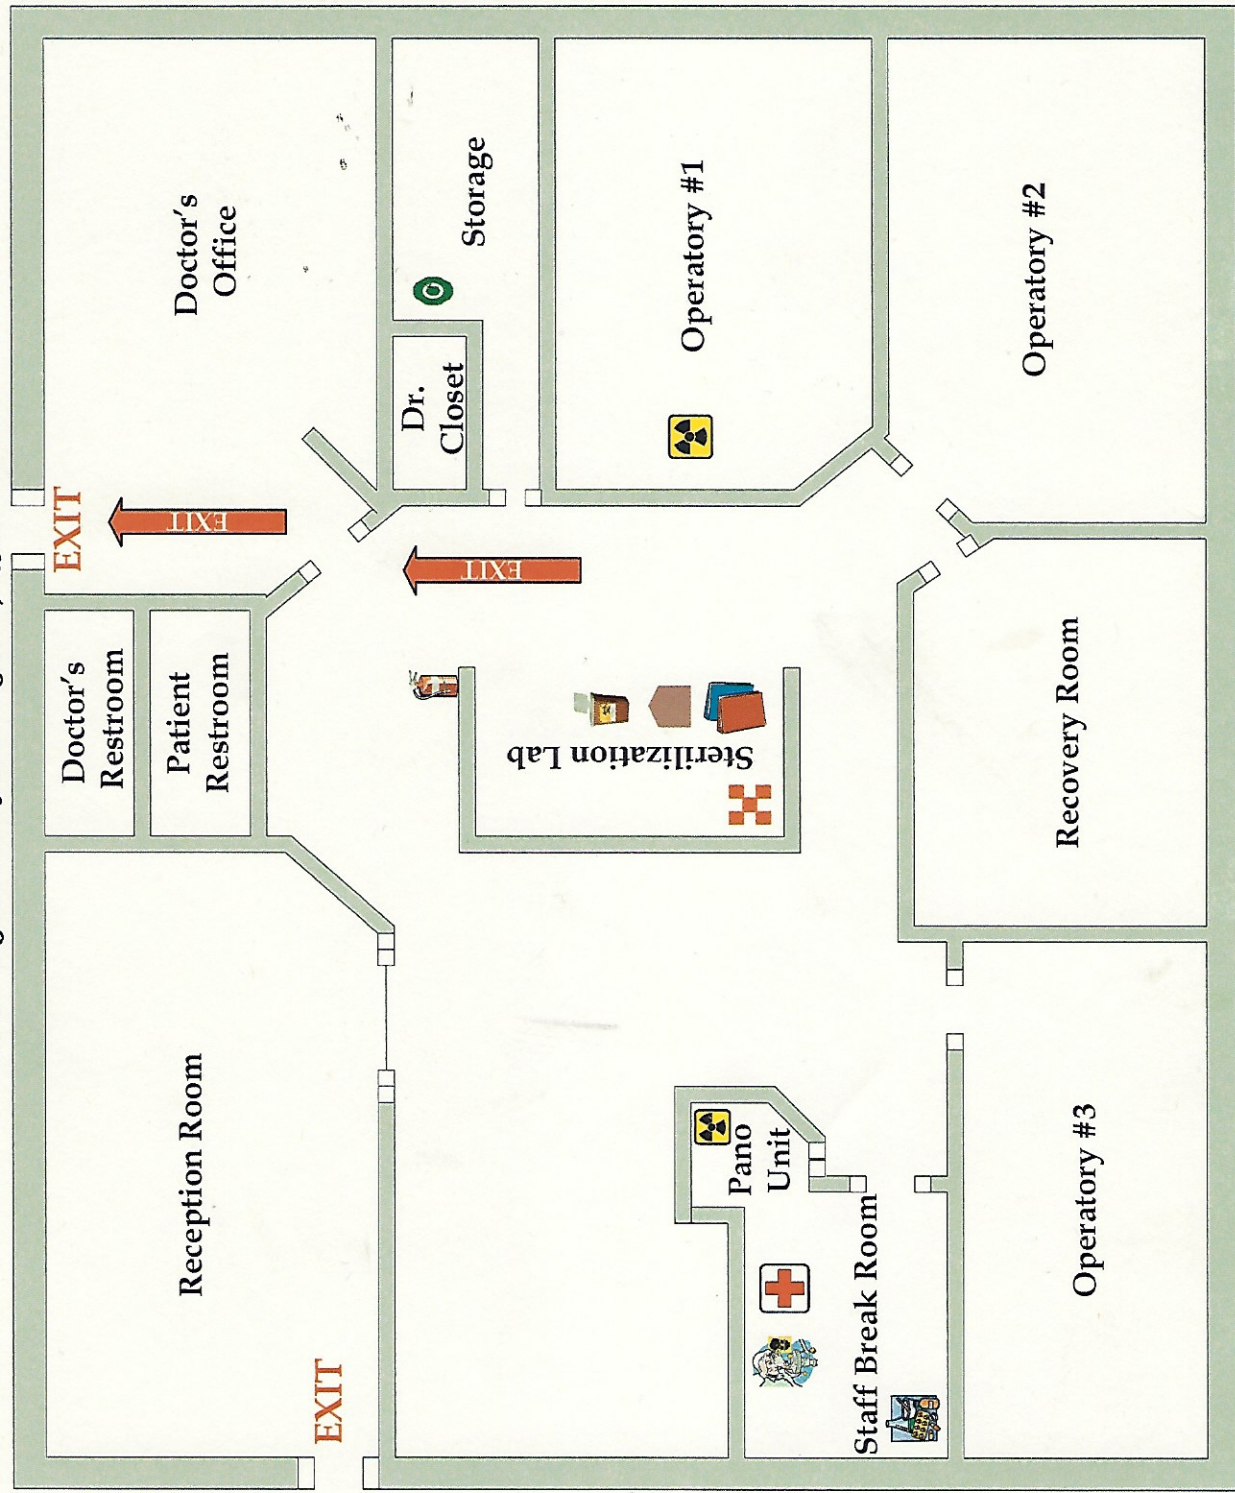 Doctor's
Office
Storage
Dr.
Closet
Operatory #1
Operatory #2
EXIT
EXIT
EXIT
Doctor's
Restroom
Patient
Restroom
Sterilization Lab
Recovery Room
Reception Room
EXIT
Pano
Unit
Staff Break Room
Operatory #3